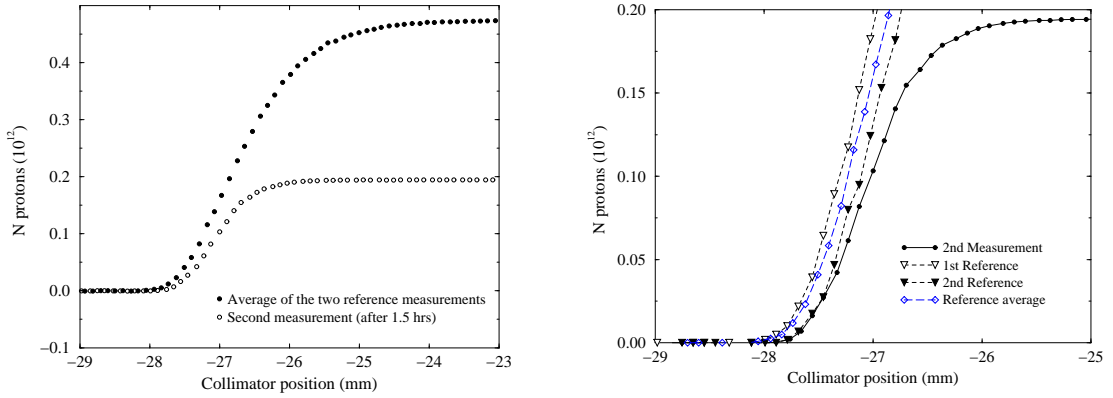 N protons (10¹²)
0.5
0.4
0.3
0.2
0.1
0.0
−0.1
−29 −28 −27 −26 −25 −24 −23
Collimator position (mm)
Average of the two reference measurements
Second measurement (after 1.5 hrs)
N protons (10¹²)
0.20
0.15
0.10
0.05
0.00
−29 −28 −27 −26 −25
Collimator position (mm)
2nd Measurement
1st Reference
2nd Reference
Reference average